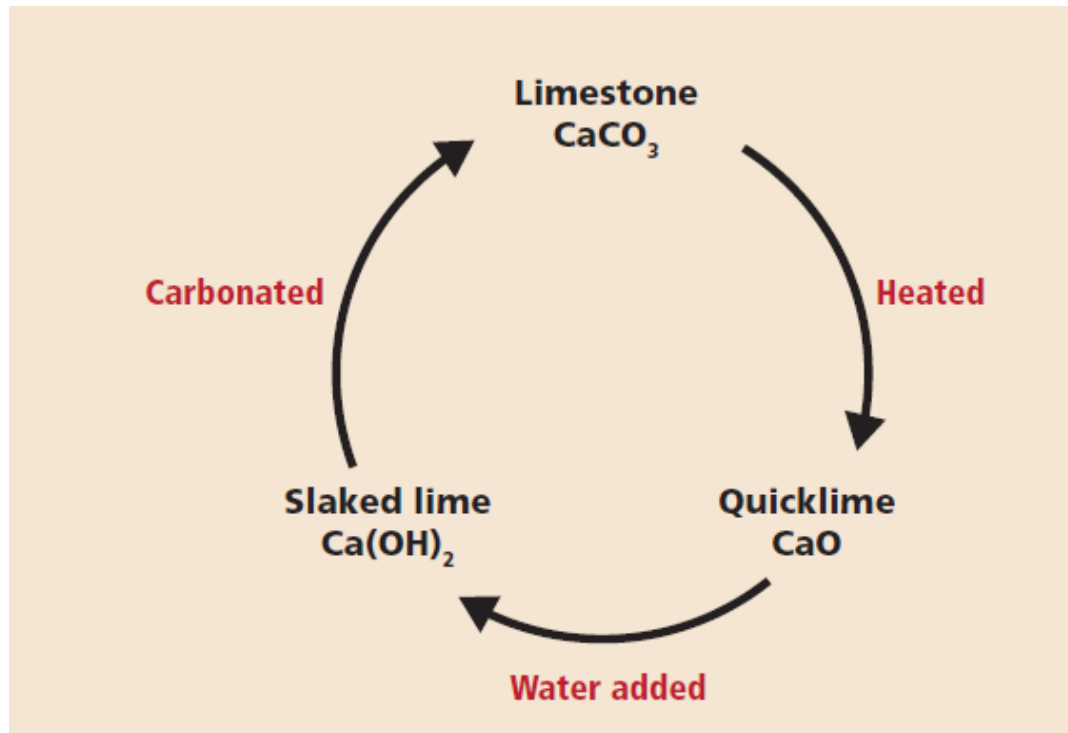 Limestone
CaCO₃
Carbonated
Heated
Slaked lime
Ca(OH)₂
Quicklime
CaO
Water added